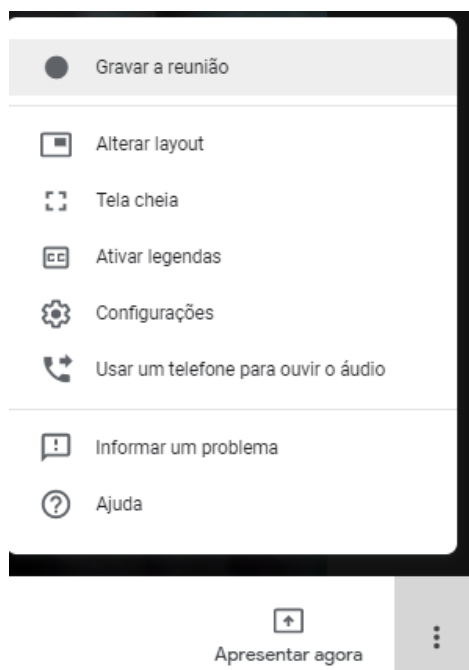 Gravar a reunião
Alterar layout
Tela cheia
Ativar legendas
Configurações
Usar um telefone para ouvir o áudio
Informar um problema
Ajuda
Apresentar agora